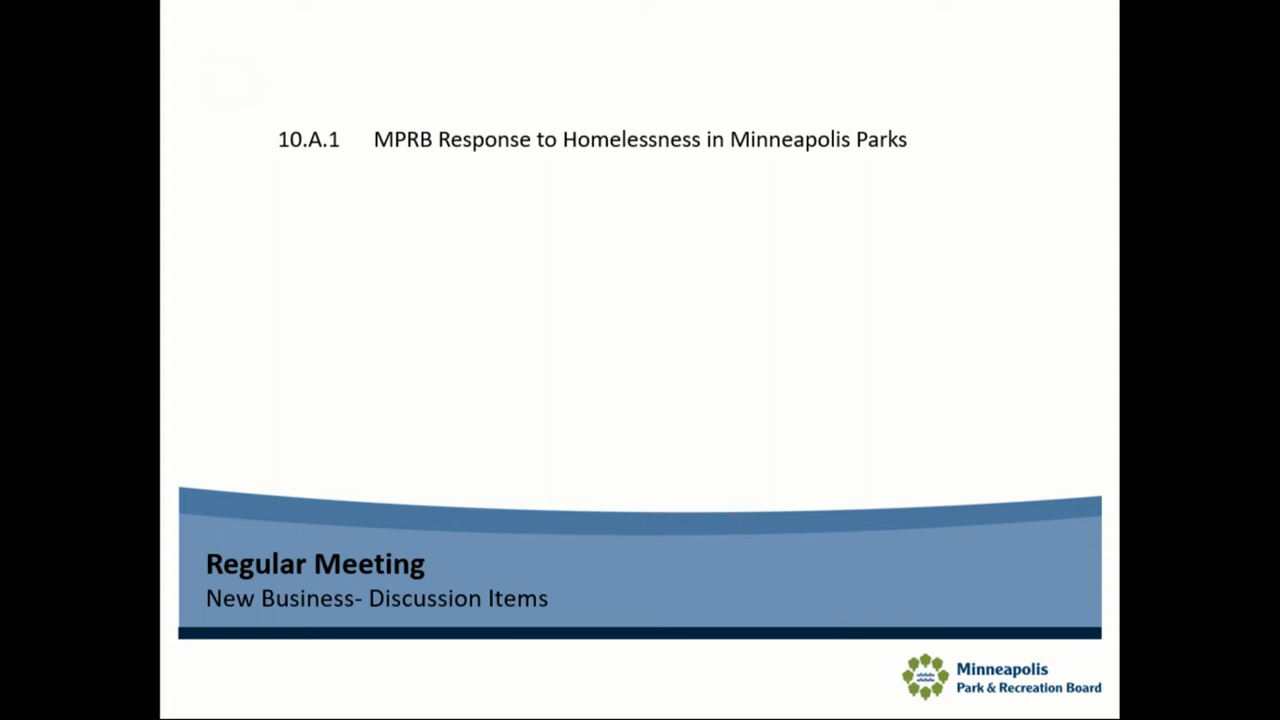 10.A.1 MPRB Response to Homelessness in Minneapolis Parks
Regular Meeting
New Business- Discussion Items
Minneapolis
Park & Recreation Board